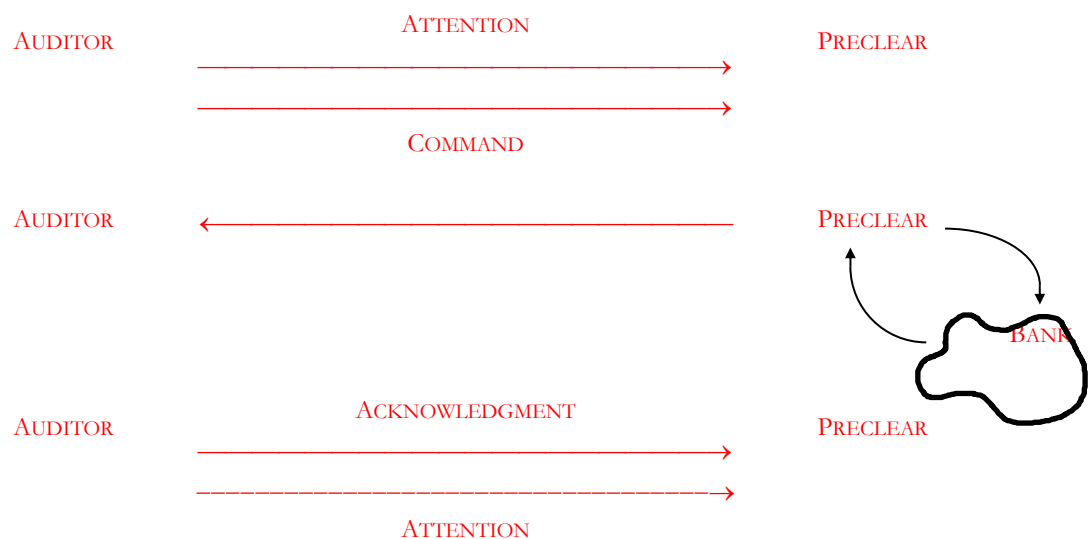 ATTENTION
AUDITOR PRECLEAR
COMMAND
AUDITOR PRECLEAR
BANK
ACKNOWLEDGMENT
AUDITOR PRECLEAR
ATTENTION